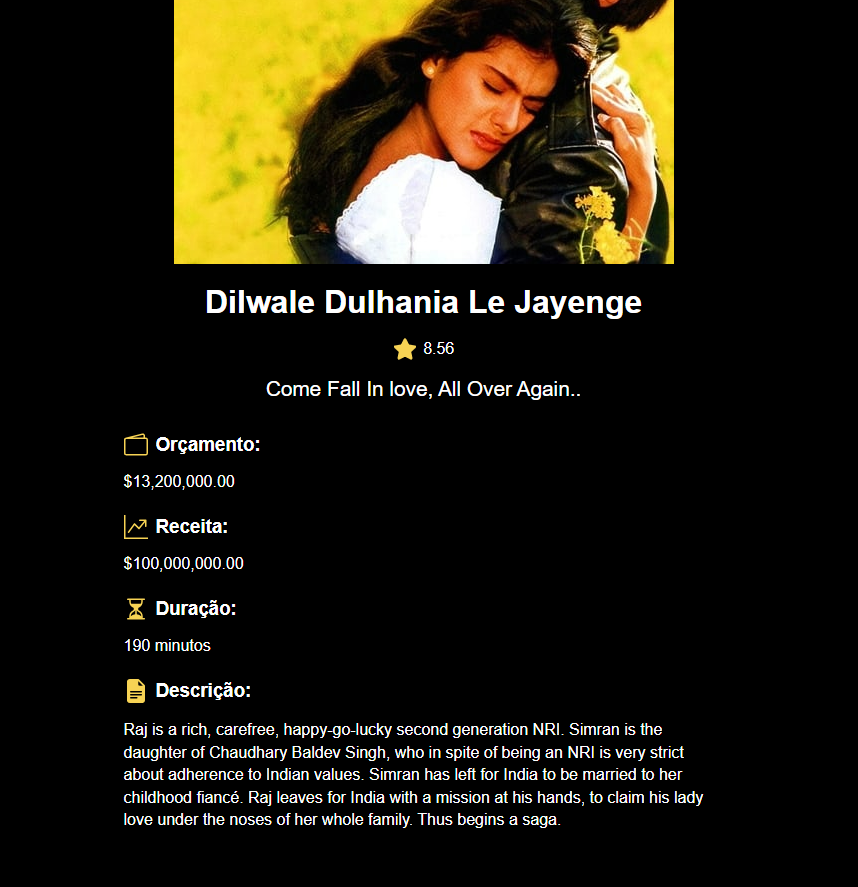 Dilwale Dulhania Le Jayenge
8.56
Come Fall In love, All Over Again..
Orçamento:
$13,200,000.00
Receita:
$100,000,000.00
Duração:
190 minutos
Descrição:
Raj is a rich, carefree, happy-go-lucky second generation NRI. Simran is the
daughter of Chaudhary Baldev Singh, who in spite of being an NRI is very strict
about adherence to Indian values. Simran has left for India to be married to her
childhood fiancé. Raj leaves for India with a mission at his hands, to claim his lady
love under the noses of her whole family. Thus begins a saga.